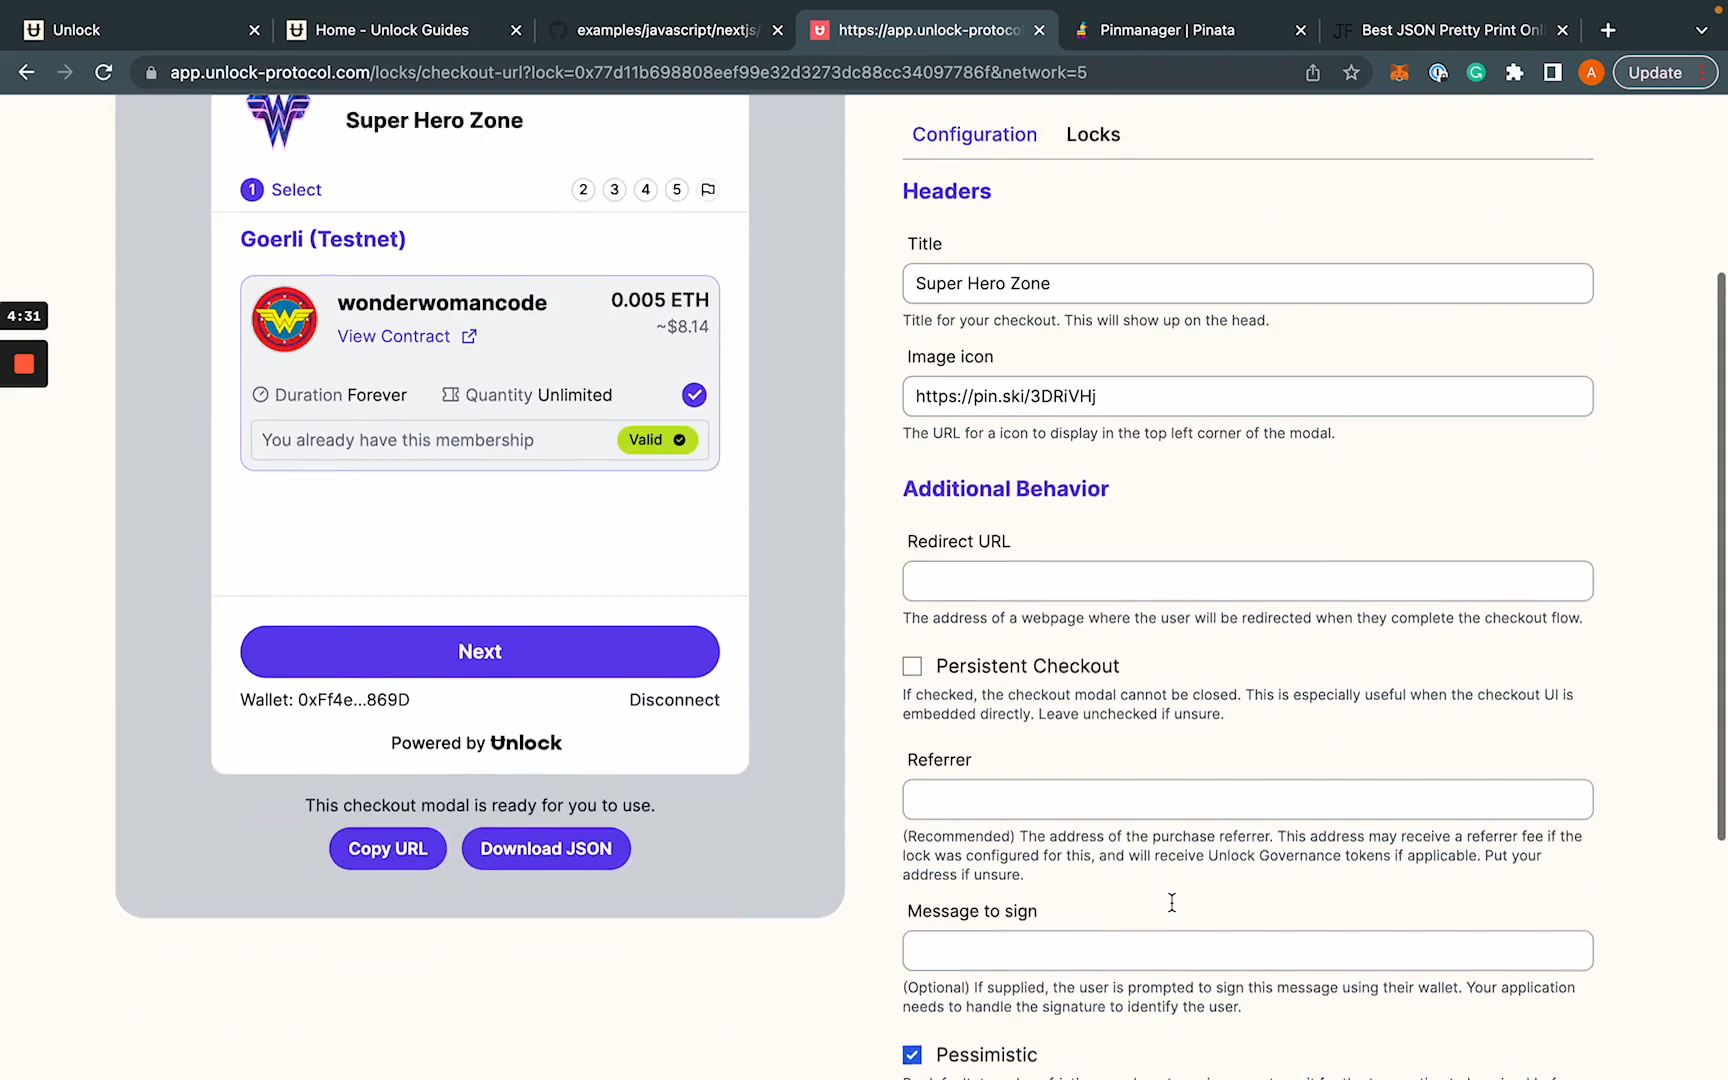 Unlock
Home - Unlock Guides
examples/javascript/nextjs/
https://app.unlock-protoco
Pinmanager | Pinata
JF Best JSON Pretty Print Onl
app.unlock-protocol.com/locks/checkout-url?lock=0x77d11b698808eef99e32d3273dc88cc34097786f&network=5
A
Update
4:31
Super Hero Zone
1 Select
2 3 4 5
Goerli (Testnet)
wonderwomancode
0.005 ETH
View Contract
~$8.14
Duration Forever
Quantity Unlimited
You already have this membership
Valid
Next
Wallet: 0xFf4e...869D
Disconnect
Powered by Unlock
This checkout modal is ready for you to use.
Copy URL
Download JSON
Configuration
Locks
Headers
Title
Super Hero Zone
Title for your checkout. This will show up on the head.
Image icon
https://pin.ski/3DRiVHj
The URL for a icon to display in the top left corner of the modal.
Additional Behavior
Redirect URL
The address of a webpage where the user will be redirected when they complete the checkout flow.
Persistent Checkout
If checked, the checkout modal cannot be closed. This is especially useful when the checkout UI is
embedded directly. Leave unchecked if unsure.
Referrer
(Recommended) The address of the purchase referrer. This address may receive a referrer fee if the
lock was configured for this, and will receive Unlock Governance tokens if applicable. Put your
address if unsure.
Message to sign
(Optional) If supplied, the user is prompted to sign this message using their wallet. Your application
needs to handle the signature to identify the user.
Pessimistic